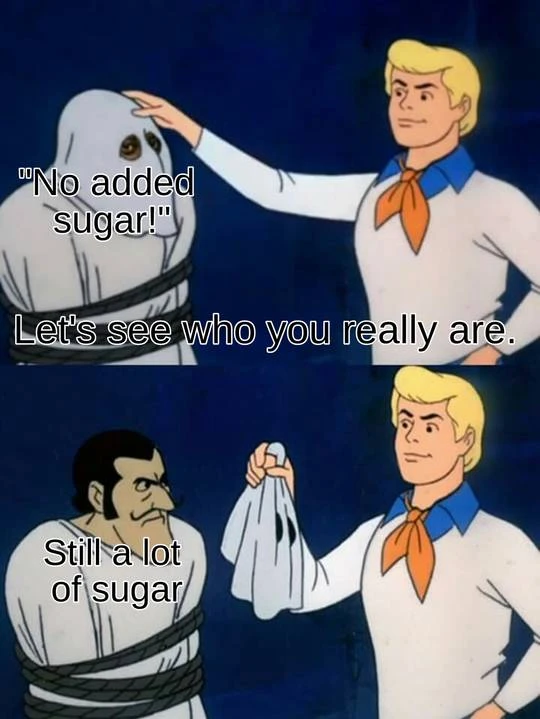 "No added
sugar!"
Let's see who you really are.
Still a lot
of sugar